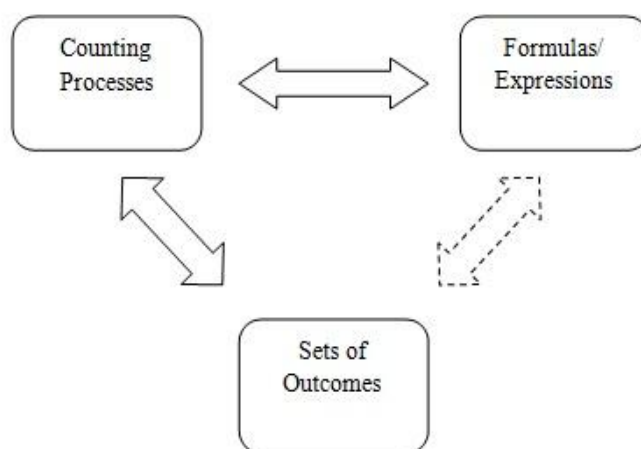 Counting
Processes
Formulas/
Expressions
Sets of
Outcomes